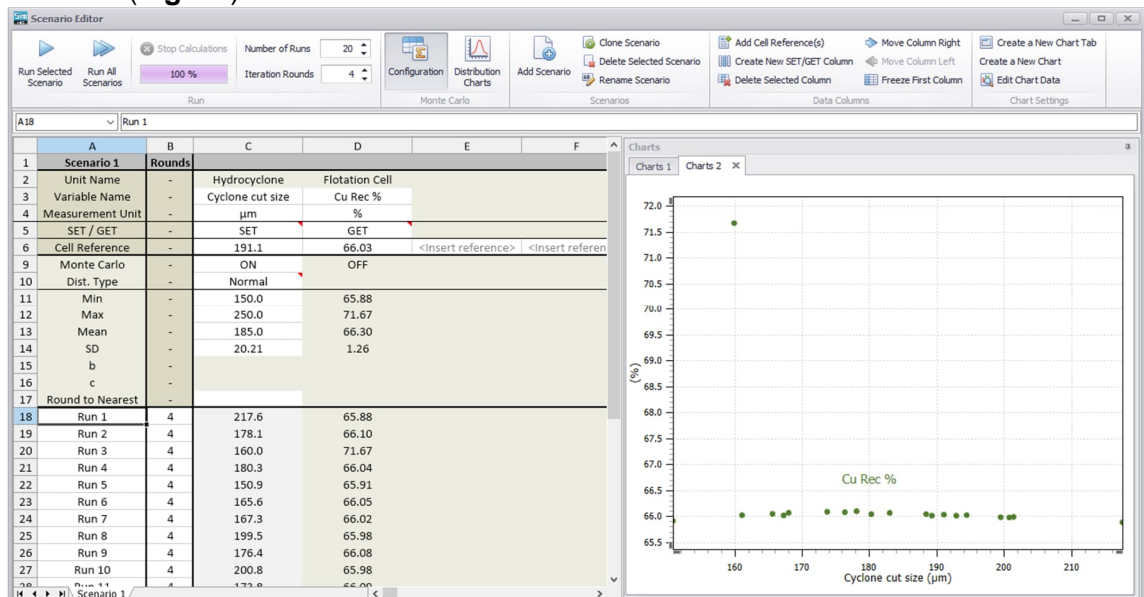 Scenario Editor
Run Selected Scenario
Run All Scenarios
Stop Calculations
100 %
Number of Runs 20
Iteration Rounds 4
Run
Configuration
Distribution Charts
Monte Carlo
Add Scenario
Clone Scenario
Delete Selected Scenario
Rename Scenario
Scenarios
Add Cell Reference(s)
Create New SET/GET Column
Delete Selected Column
Move Column Right
Move Column Left
Freeze First Column
Data Columns
Create a New Chart Tab
Create a New Chart
Edit Chart Data
Chart Settings
A18 Run 1
A B C D E F
1 Scenario 1 Rounds
2 Unit Name - Hydrocyclone Flotation Cell
3 Variable Name - Cyclone cut size Cu Rec %
4 Measurement Unit - µm %
5 SET / GET - SET GET
6 Cell Reference - 191.1 66.03 <Insert reference> <Insert referen
9 Monte Carlo - ON OFF
10 Dist. Type - Normal
11 Min - 150.0 65.88
12 Max - 250.0 71.67
13 Mean - 185.0 66.30
14 SD - 20.21 1.26
15 b -
16 c -
17 Round to Nearest -
18 Run 1 4 217.6 65.88
19 Run 2 4 178.1 66.10
20 Run 3 4 160.0 71.67
21 Run 4 4 180.3 66.04
22 Run 5 4 150.9 65.91
23 Run 6 4 165.6 66.05
24 Run 7 4 167.3 66.02
25 Run 8 4 199.5 65.98
26 Run 9 4 176.4 66.08
27 Run 10 4 200.8 65.98
Scenario 1
Charts
Charts 1 Charts 2
72.0
71.5
71.0
70.5
70.0
69.5
69.0
68.5
68.0
67.5
67.0
66.5
66.0
65.5
(%)
Cu Rec %
160 170 180 190 200 210
Cyclone cut size (µm)